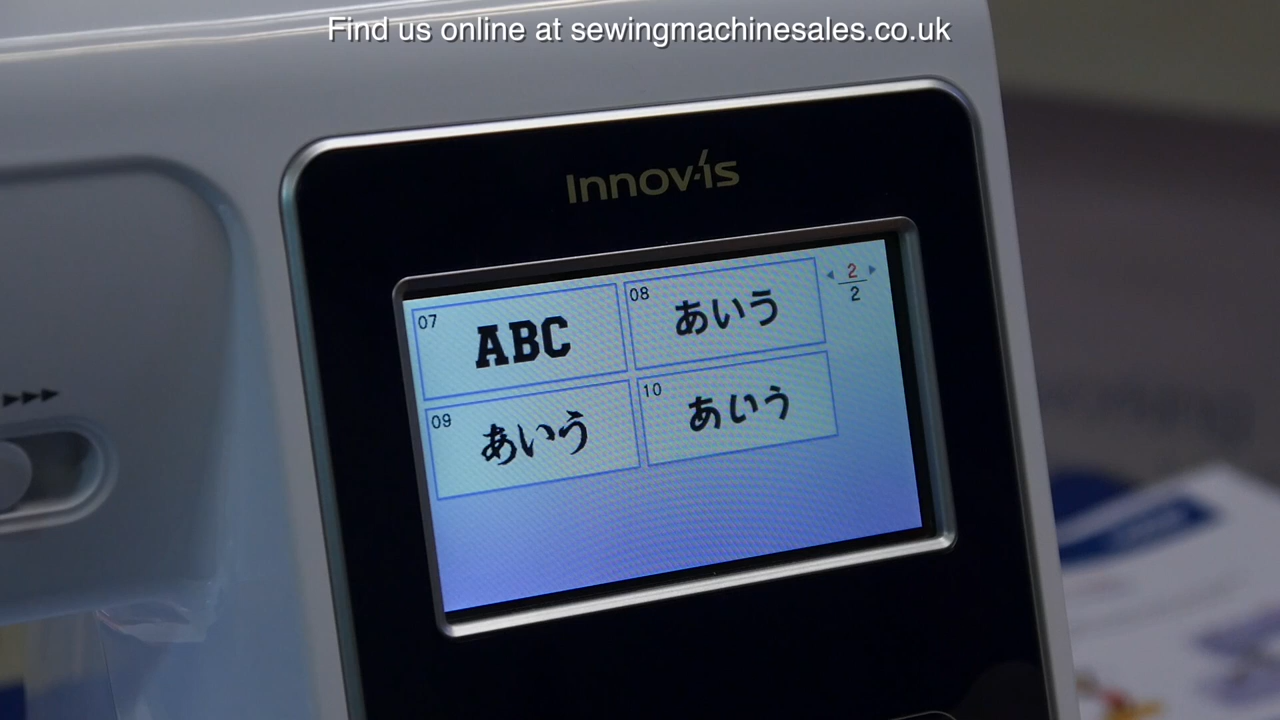 Find us online at sewingmachinesales.co.uk
Innov-ís
07 ABC
08 あいう
2
2
09 あいう
10 あいう